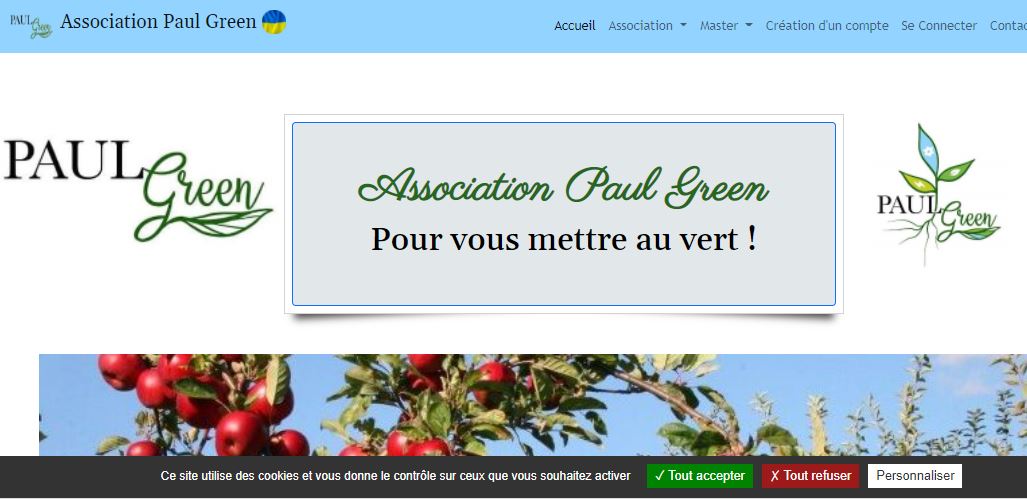 PAUL Green Association Paul Green
Accueil Association Master Création d'un compte Se Connecter
PAUL Green
Association Paul Green
Pour vous mettre au vert !
PAUL Green
Ce site utilise des cookies et vous donne le contrôle sur ceux que vous souhaitez activer
✓ Tout accepter ✗ Tout refuser Personnaliser